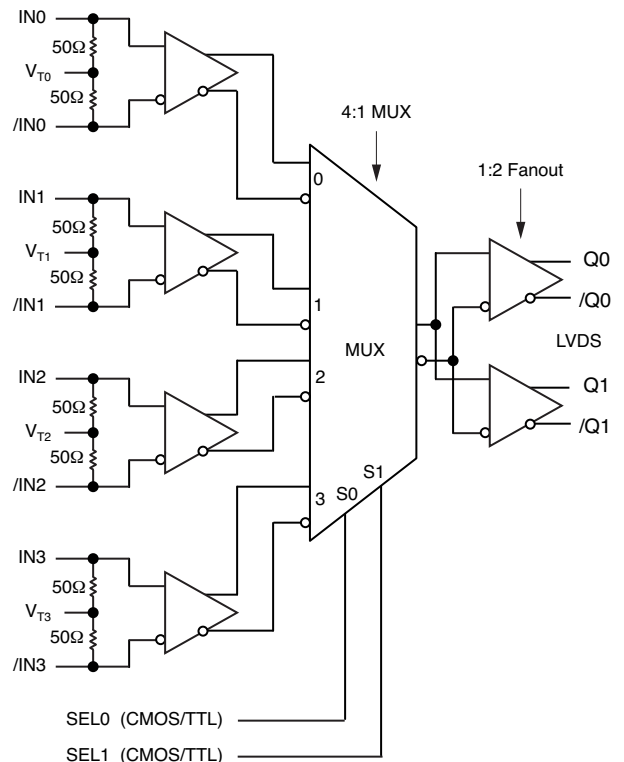 IN0
50Ω
VT0
50Ω
/IN0
4:1 MUX
0
1:2 Fanout
IN1
50Ω
VT1
50Ω
/IN1
1
Q0
/Q0
LVDS
MUX
IN2
50Ω
VT2
50Ω
/IN2
2
Q1
/Q1
S1
S0
3
IN3
50Ω
VT3
50Ω
/IN3
SEL0 (CMOS/TTL)
SEL1 (CMOS/TTL)